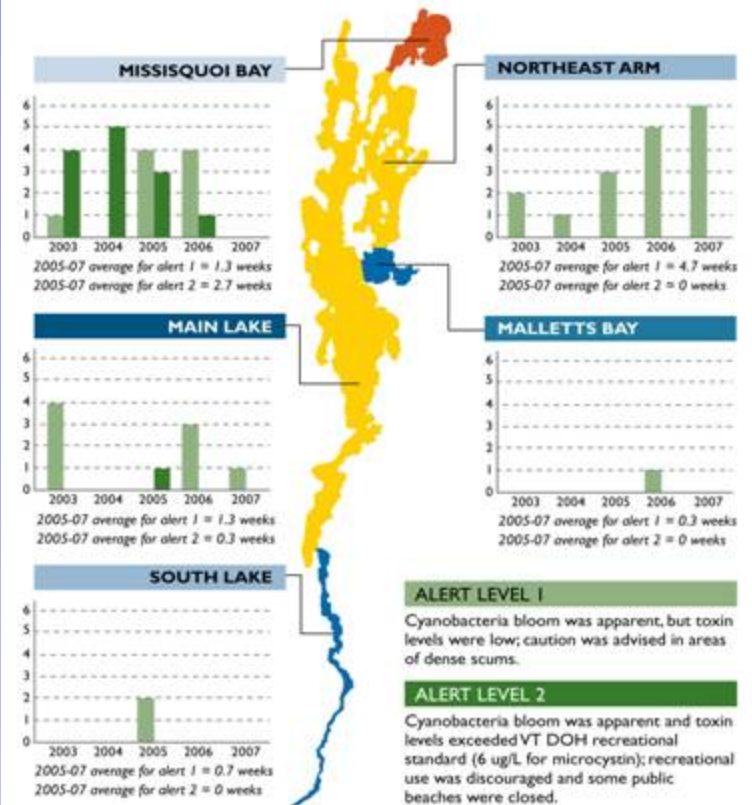 MISSISQUOI BAY
6
5
4
3
2
1
0
2003 2004 2005 2006 2007
2005-07 average for alert 1 = 1.3 weeks
2005-07 average for alert 2 = 2.7 weeks
NORTHEAST ARM
6
5
4
3
2
1
0
2003 2004 2005 2006 2007
2005-07 average for alert 1 = 4.7 weeks
2005-07 average for alert 2 = 0 weeks
MAIN LAKE
6
5
4
3
2
1
0
2003 2004 2005 2006 2007
2005-07 average for alert 1 = 1.3 weeks
2005-07 average for alert 2 = 0.3 weeks
MALLETTS BAY
6
5
4
3
2
1
0
2003 2004 2005 2006 2007
2005-07 average for alert 1 = 0.3 weeks
2005-07 average for alert 2 = 0 weeks
SOUTH LAKE
6
5
4
3
2
1
0
2003 2004 2005 2006 2007
2005-07 average for alert 1 = 0.7 weeks
2005-07 average for alert 2 = 0 weeks
ALERT LEVEL 1
Cyanobacteria bloom was apparent, but toxin
levels were low; caution was advised in areas
of dense scums.
ALERT LEVEL 2
Cyanobacteria bloom was apparent and toxin
levels exceeded VT DOH recreational
standard (6 ug/L for microcystin); recreational
use was discouraged and some public
beaches were closed.